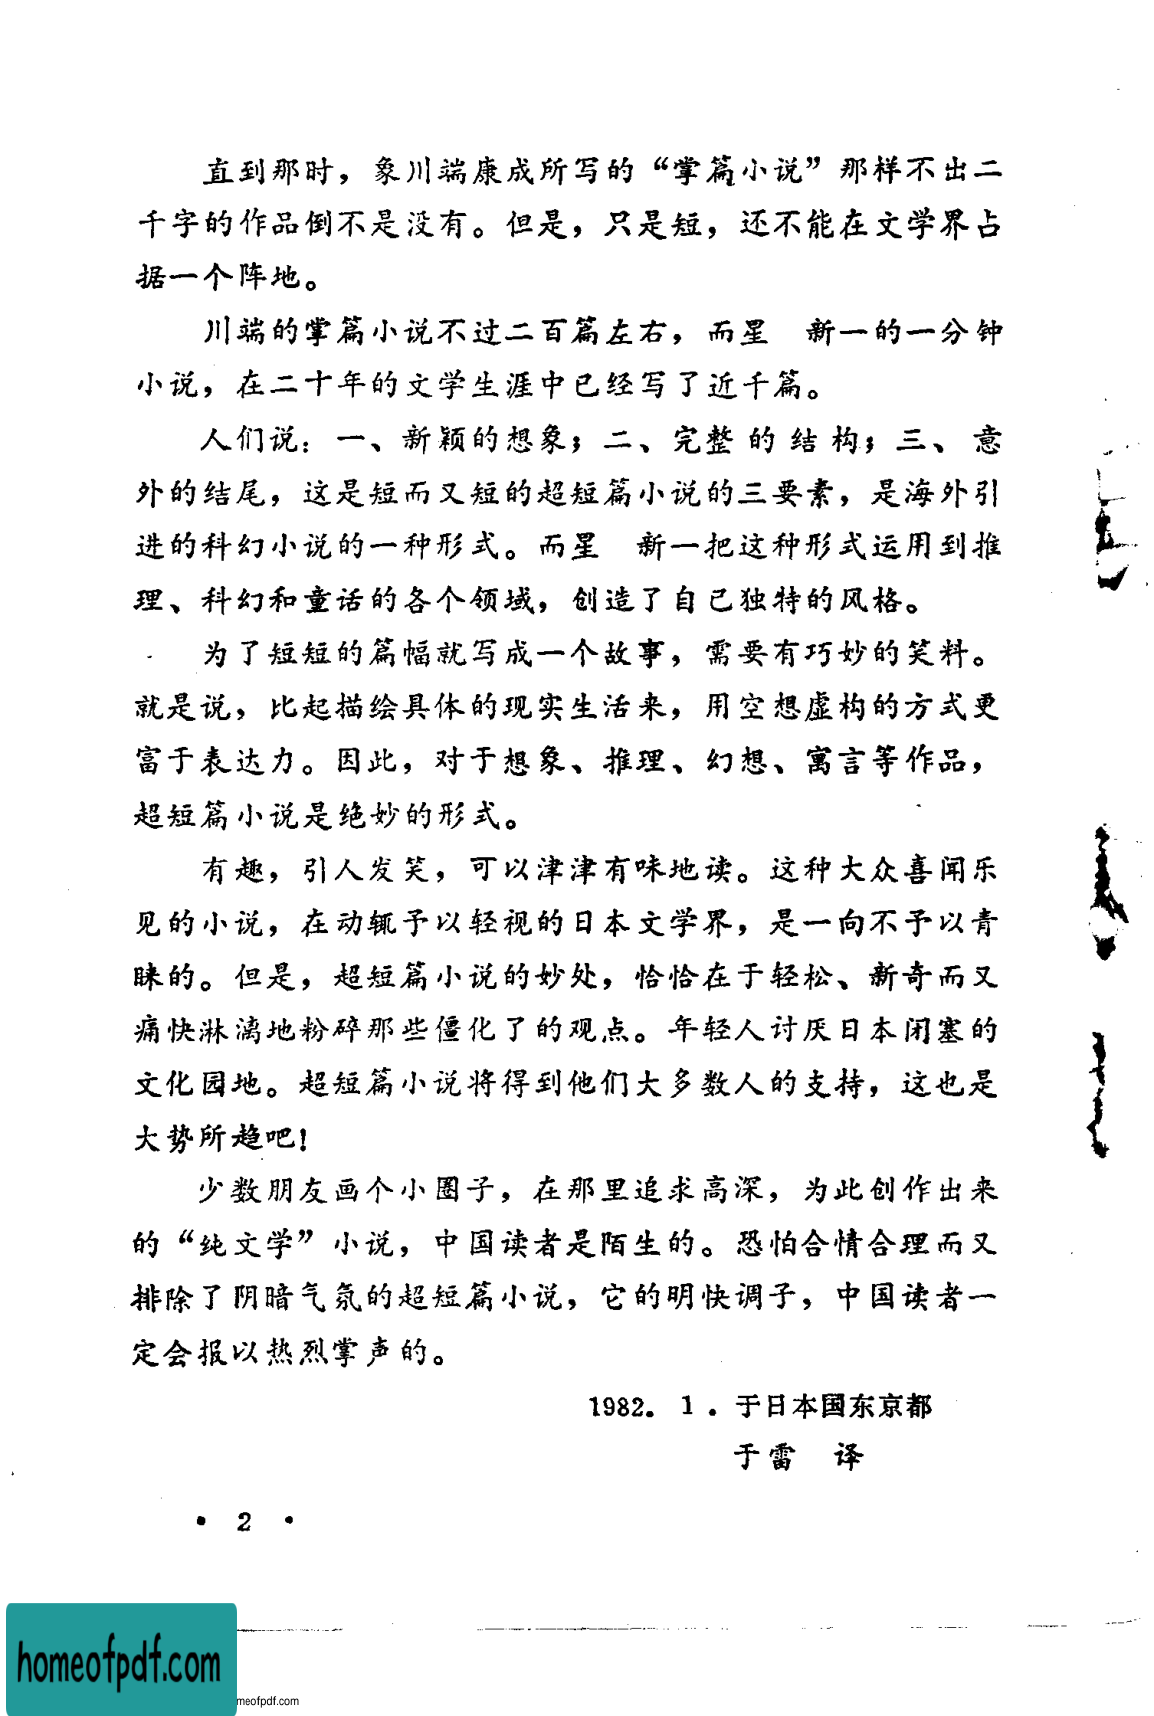 直到那时，象川端康成所写的“掌篇小说”那样不出二
千字的作品倒不是没有。但是，只是短，还不能在文学界占
据一个阵地。
川端的掌篇小说不过二百篇左右，而星　新一的一分钟
小说，在二十年的文学生涯中已经写了近千篇。
人们说：一、新颖的想象；二、完整的结构；三、意
外的结尾，这是短而又短的超短篇小说的三要素，是海外引
进的科幻小说的一种形式。而星　新一把这种形式运用到推
理、科幻和童话的各个领域，创造了自己独特的风格。
为了短短的篇幅就写成一个故事，需要有巧妙的笑料。
就是说，比起描绘具体的现实生活来，用空想虚构的方式更
富于表达力。因此，对于想象、推理、幻想、寓言等作品，
超短篇小说是绝妙的形式。
有趣，引人发笑，可以津津有味地读。这种大众喜闻乐
见的小说，在动辄予以轻视的日本文学界，是一向不予以青
睐的。但是，超短篇小说的妙处，恰恰在于轻松、新奇而又
痛快淋漓地粉碎那些僵化了的观点。年轻人讨厌日本闭塞的
文化园地。超短篇小说将得到他们大多数人的支持，这也是
大势所趋吧！
少数朋友画个小圈子，在那里追求高深，为此创作出来
的“纯文学”小说，中国读者是陌生的。恐怕合情合理而又
排除了阴暗气氛的超短篇小说，它的明快调子，中国读者一
定会报以热烈掌声的。
1982. 1 . 于日本国东京都
于雷　译
• 2 •
homeofpdf.com
meofpdf.com